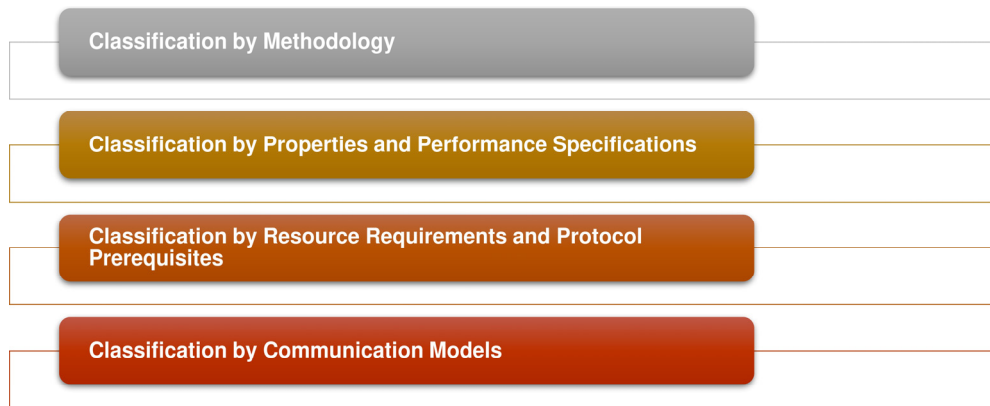 Classification by Methodology
Classification by Properties and Performance Specifications
Classification by Resource Requirements and Protocol
Prerequisites
Classification by Communication Models